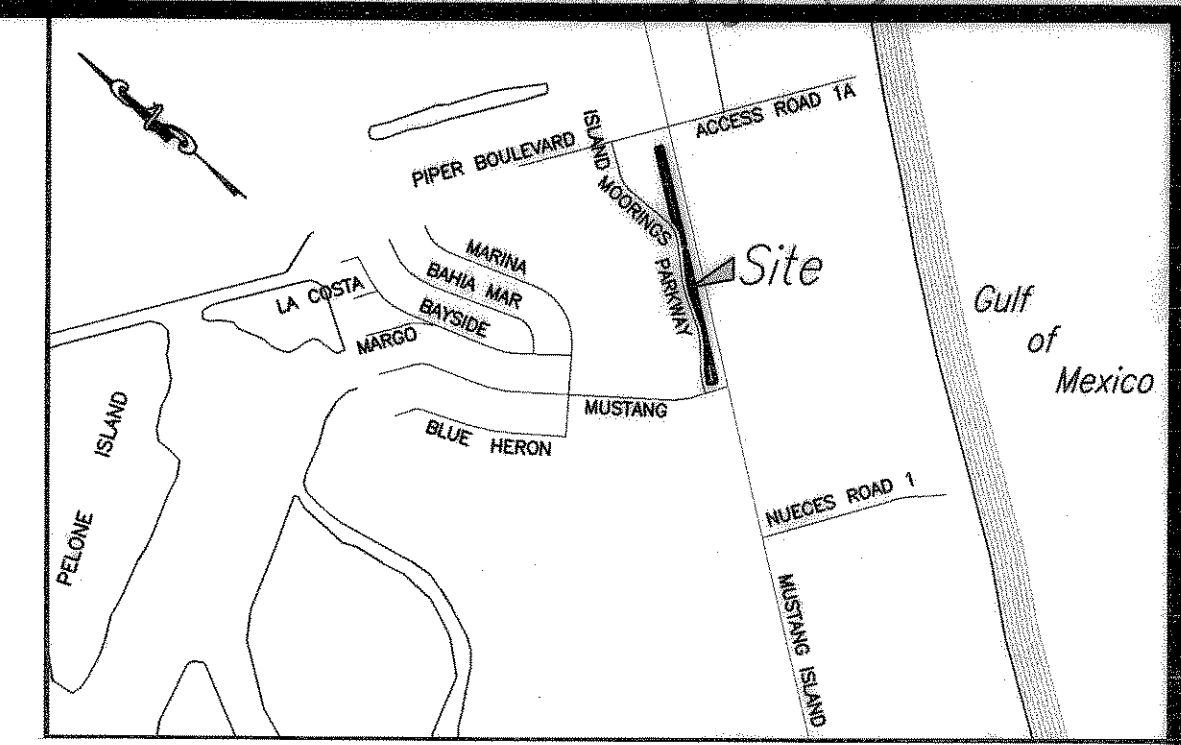 PIPER BOULEVARD
ISLAND MOORINGS PARKWAY
ACCESS ROAD 1A
Site
Gulf
of
Mexico
MARINA
BAHIA MAR
BAYSIDE
LA COSTA
MARGO
MUSTANG
BLUE HERON
PELONE ISLAND
NUECES ROAD 1
MUSTANG ISLAND